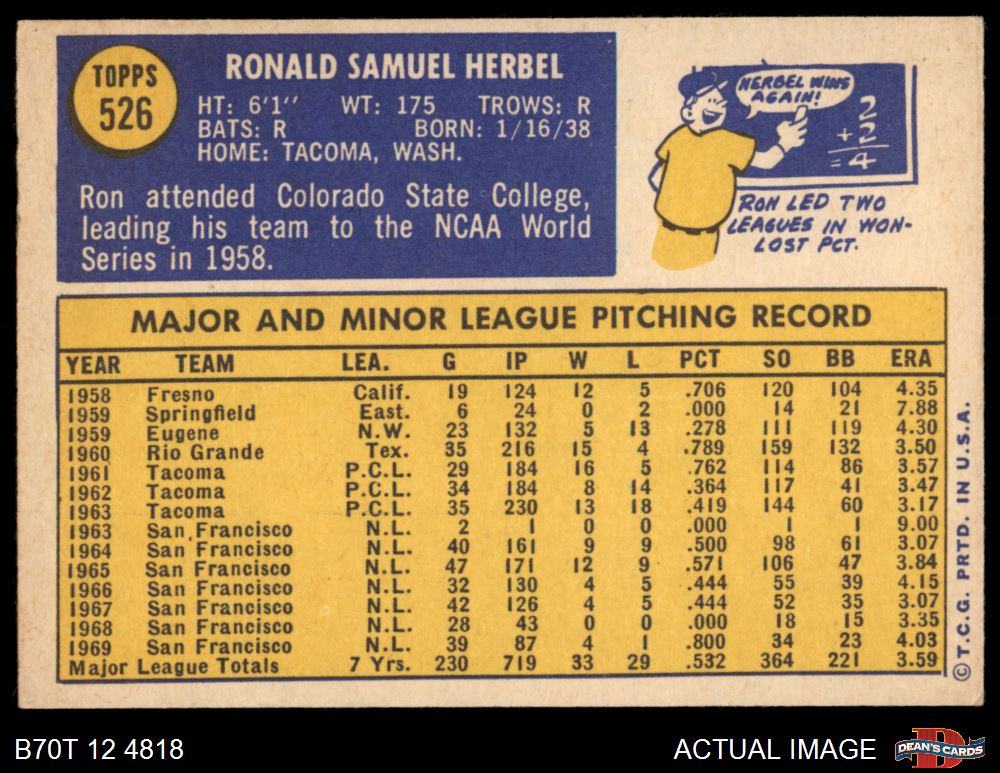 TOPPS
526
RONALD SAMUEL HERBEL
HT: 6'1'' WT: 175 TROWS: R
BATS: R BORN: 1/16/38
HOME: TACOMA, WASH.
Ron attended Colorado State College,
leading his team to the NCAA World
Series in 1958.
HERBEL WINS
AGAIN!
2
+2
=4
RON LED TWO
LEAGUES IN WON-
LOST PCT.
MAJOR AND MINOR LEAGUE PITCHING RECORD
YEAR TEAM LEA. G IP W L PCT SO BB ERA
1958 Fresno Calif. 19 124 12 5 .706 120 104 4.35
1959 Springfield East. 6 24 0 2 .000 14 21 7.88
1959 Eugene N.W. 23 132 5 13 .278 111 119 4.30
1960 Rio Grande Tex. 35 216 15 4 .789 159 132 3.50
1961 Tacoma P.C.L. 29 184 16 5 .762 114 86 3.57
1962 Tacoma P.C.L. 34 184 8 14 .364 117 41 3.47
1963 Tacoma P.C.L. 35 230 13 18 .419 144 60 3.17
1963 San Francisco N.L. 2 1 0 0 .000 1 1 9.00
1964 San Francisco N.L. 40 161 9 9 .500 98 61 3.07
1965 San Francisco N.L. 47 171 12 9 .571 106 47 3.84
1966 San Francisco N.L. 32 130 4 5 .444 55 39 4.15
1967 San Francisco N.L. 42 126 4 5 .444 52 35 3.07
1968 San Francisco N.L. 28 43 0 0 .000 18 15 3.35
1969 San Francisco N.L. 39 87 4 1 .800 34 23 4.03
Major League Totals 7 Yrs. 230 719 33 29 .532 364 221 3.59
© T.C.G. PRTD. IN U.S.A.
B70T 12 4818
ACTUAL IMAGE
D
DEAN'S CARDS